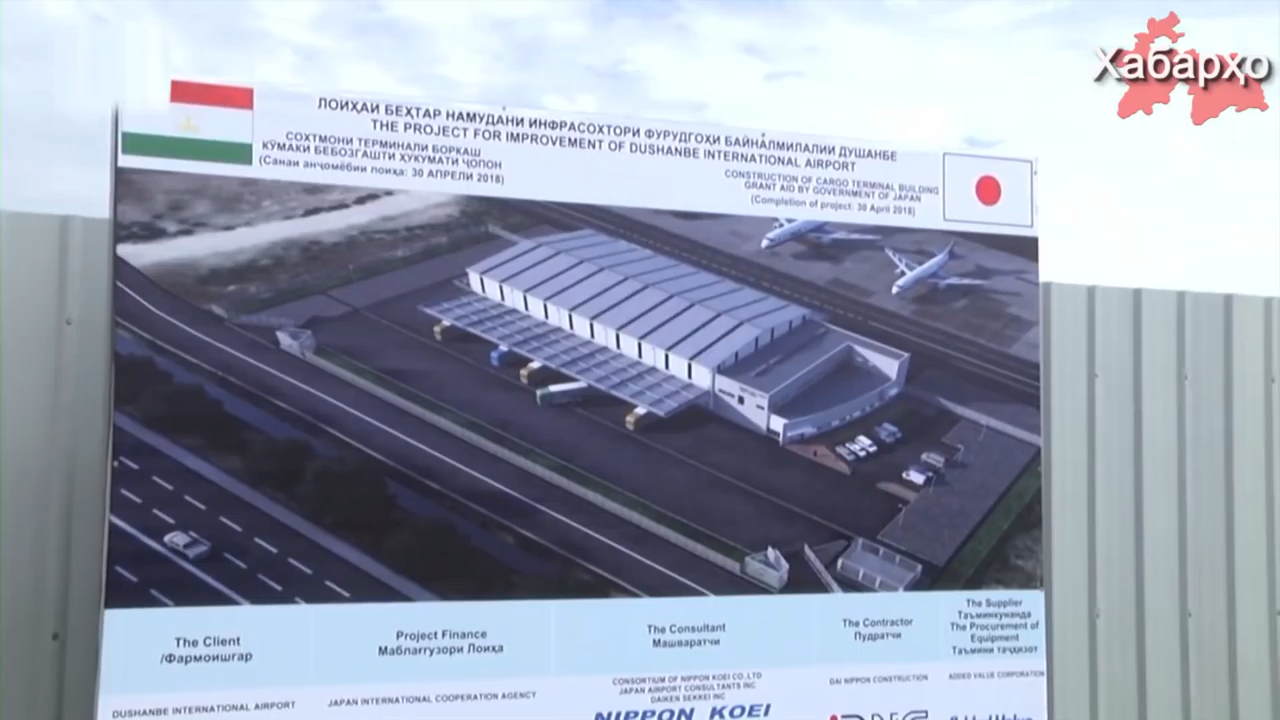 Хабарҳо
ЛОИҲАИ БЕҲТАР НАМУДАНИ ИНФРАСОХТОРИ ФУРУДГОҲИ БАЙНАЛМИЛАЛИИ ДУШАНБЕ
THE PROJECT FOR IMPROVEMENT OF DUSHANBE INTERNATIONAL AIRPORT
СОХТМОНИ ТЕРМИНАЛИ БОРКАШ
КӮМАКИ БЕБОЗГАШТИ ҲУКУМАТИ ҶОПОН
(Санаи анҷомёбии лоиҳа: 30 АПРЕЛИ 2018)
CONSTRUCTION OF CARGO TERMINAL BUILDING
GRANT AID BY GOVERNMENT OF JAPAN
(Completion of project: 30 April 2018)
The Client
/Фармоишгар
DUSHANBE INTERNATIONAL AIRPORT
Project Finance
Маблағгузори Лоиҳа
JAPAN INTERNATIONAL COOPERATION AGENCY
The Consultant
Машваратчи
CONSORTIUM OF NIPPON KOEI CO.,LTD
JAPAN AIRPORT CONSULTANTS INC
DAIKEN SEKKEI INC
NIPPON KOEI
The Contractor
Пудратчи
DAI NIPPON CONSTRUCTION
The Supplier
Таъминкунанда
The Procurement of
Equipment
Таъмини таҷҳизот
ADDED VALUE CORPORATION